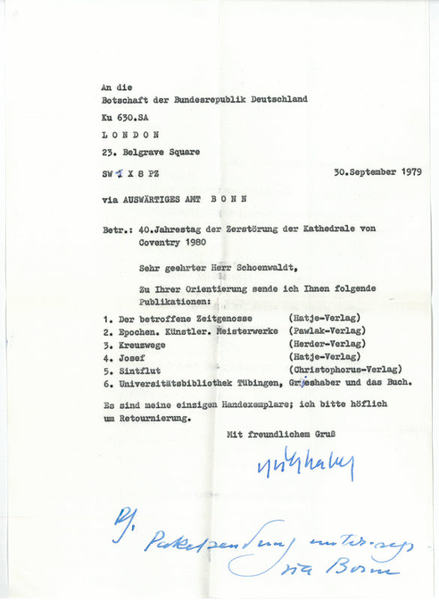 An die
Botschaft der Bundesrepublik Deutschland
Ku 630.SA
L O N D O N
23. Belgrave Square
SW 1 X 8 PZ
30.September 1979
via AUSWÄRTIGES AMT B O N N
Betr.: 40.Jahrestag der Zerstörung der Kathedrale von
Coventry 1980
Sehr geehrter Herr Schoenwaldt,
Zu Ihrer Orientierung sende ich Ihnen folgende
Publikationen:
1. Der betroffene Zeitgenosse (Hatje-Verlag)
2. Epochen. Künstler. Meisterwerke (Pawlak-Verlag)
3. Kreuzwege (Herder-Verlag)
4. Josef (Hatje-Verlag)
5. Sintflut (Christophorus-Verlag)
6. Universitätsbibliothek Tübingen, Grieshaber und das Buch.
Es sind meine einzigen Handexemplare; ich bitte höflich
um Retournierung.
Mit freundlichem Gruß
grieshaber
Paketsendung unterwegs
via Bonn